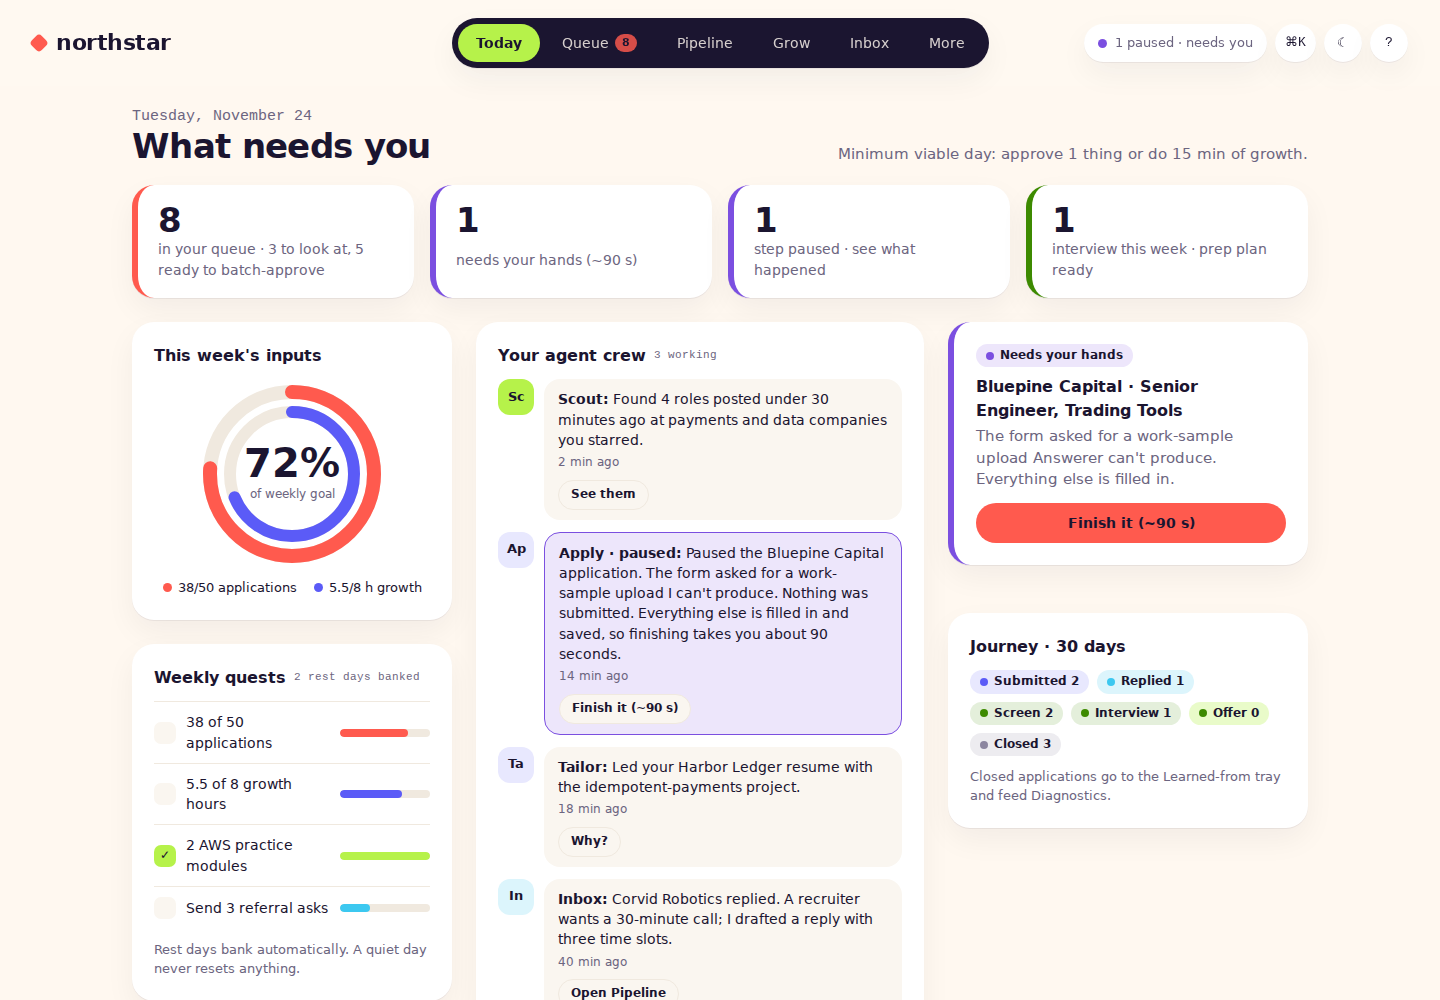 northstar
Today
Queue 8
Pipeline
Grow
Inbox
More
1 paused · needs you
⌘K
☾
?
Tuesday, November 24
What needs you
Minimum viable day: approve 1 thing or do 15 min of growth.
8
in your queue · 3 to look at, 5
ready to batch-approve
1
needs your hands (~90 s)
1
step paused · see what
happened
1
interview this week · prep plan
ready
This week's inputs
72%
of weekly goal
38/50 applications
5.5/8 h growth
Weekly quests 2 rest days banked
38 of 50
applications
5.5 of 8 growth
hours
✓
2 AWS practice
modules
Send 3 referral asks
Rest days bank automatically. A quiet day
never resets anything.
Your agent crew 3 working
Sc
Scout: Found 4 roles posted under 30
minutes ago at payments and data companies
you starred.
2 min ago
See them
Ap
Apply · paused: Paused the Bluepine Capital
application. The form asked for a work-
sample upload I can't produce. Nothing was
submitted. Everything else is filled in and
saved, so finishing takes you about 90
seconds.
14 min ago
Finish it (~90 s)
Ta
Tailor: Led your Harbor Ledger resume with
the idempotent-payments project.
18 min ago
Why?
In
Inbox: Corvid Robotics replied. A recruiter
wants a 30-minute call; I drafted a reply with
three time slots.
40 min ago
Open Pipeline
Needs your hands
Bluepine Capital · Senior
Engineer, Trading Tools
The form asked for a work-sample
upload Answerer can't produce.
Everything else is filled in.
Finish it (~90 s)
Journey · 30 days
Submitted 2
Replied 1
Screen 2
Interview 1
Offer 0
Closed 3
Closed applications go to the Learned-from tray
and feed Diagnostics.